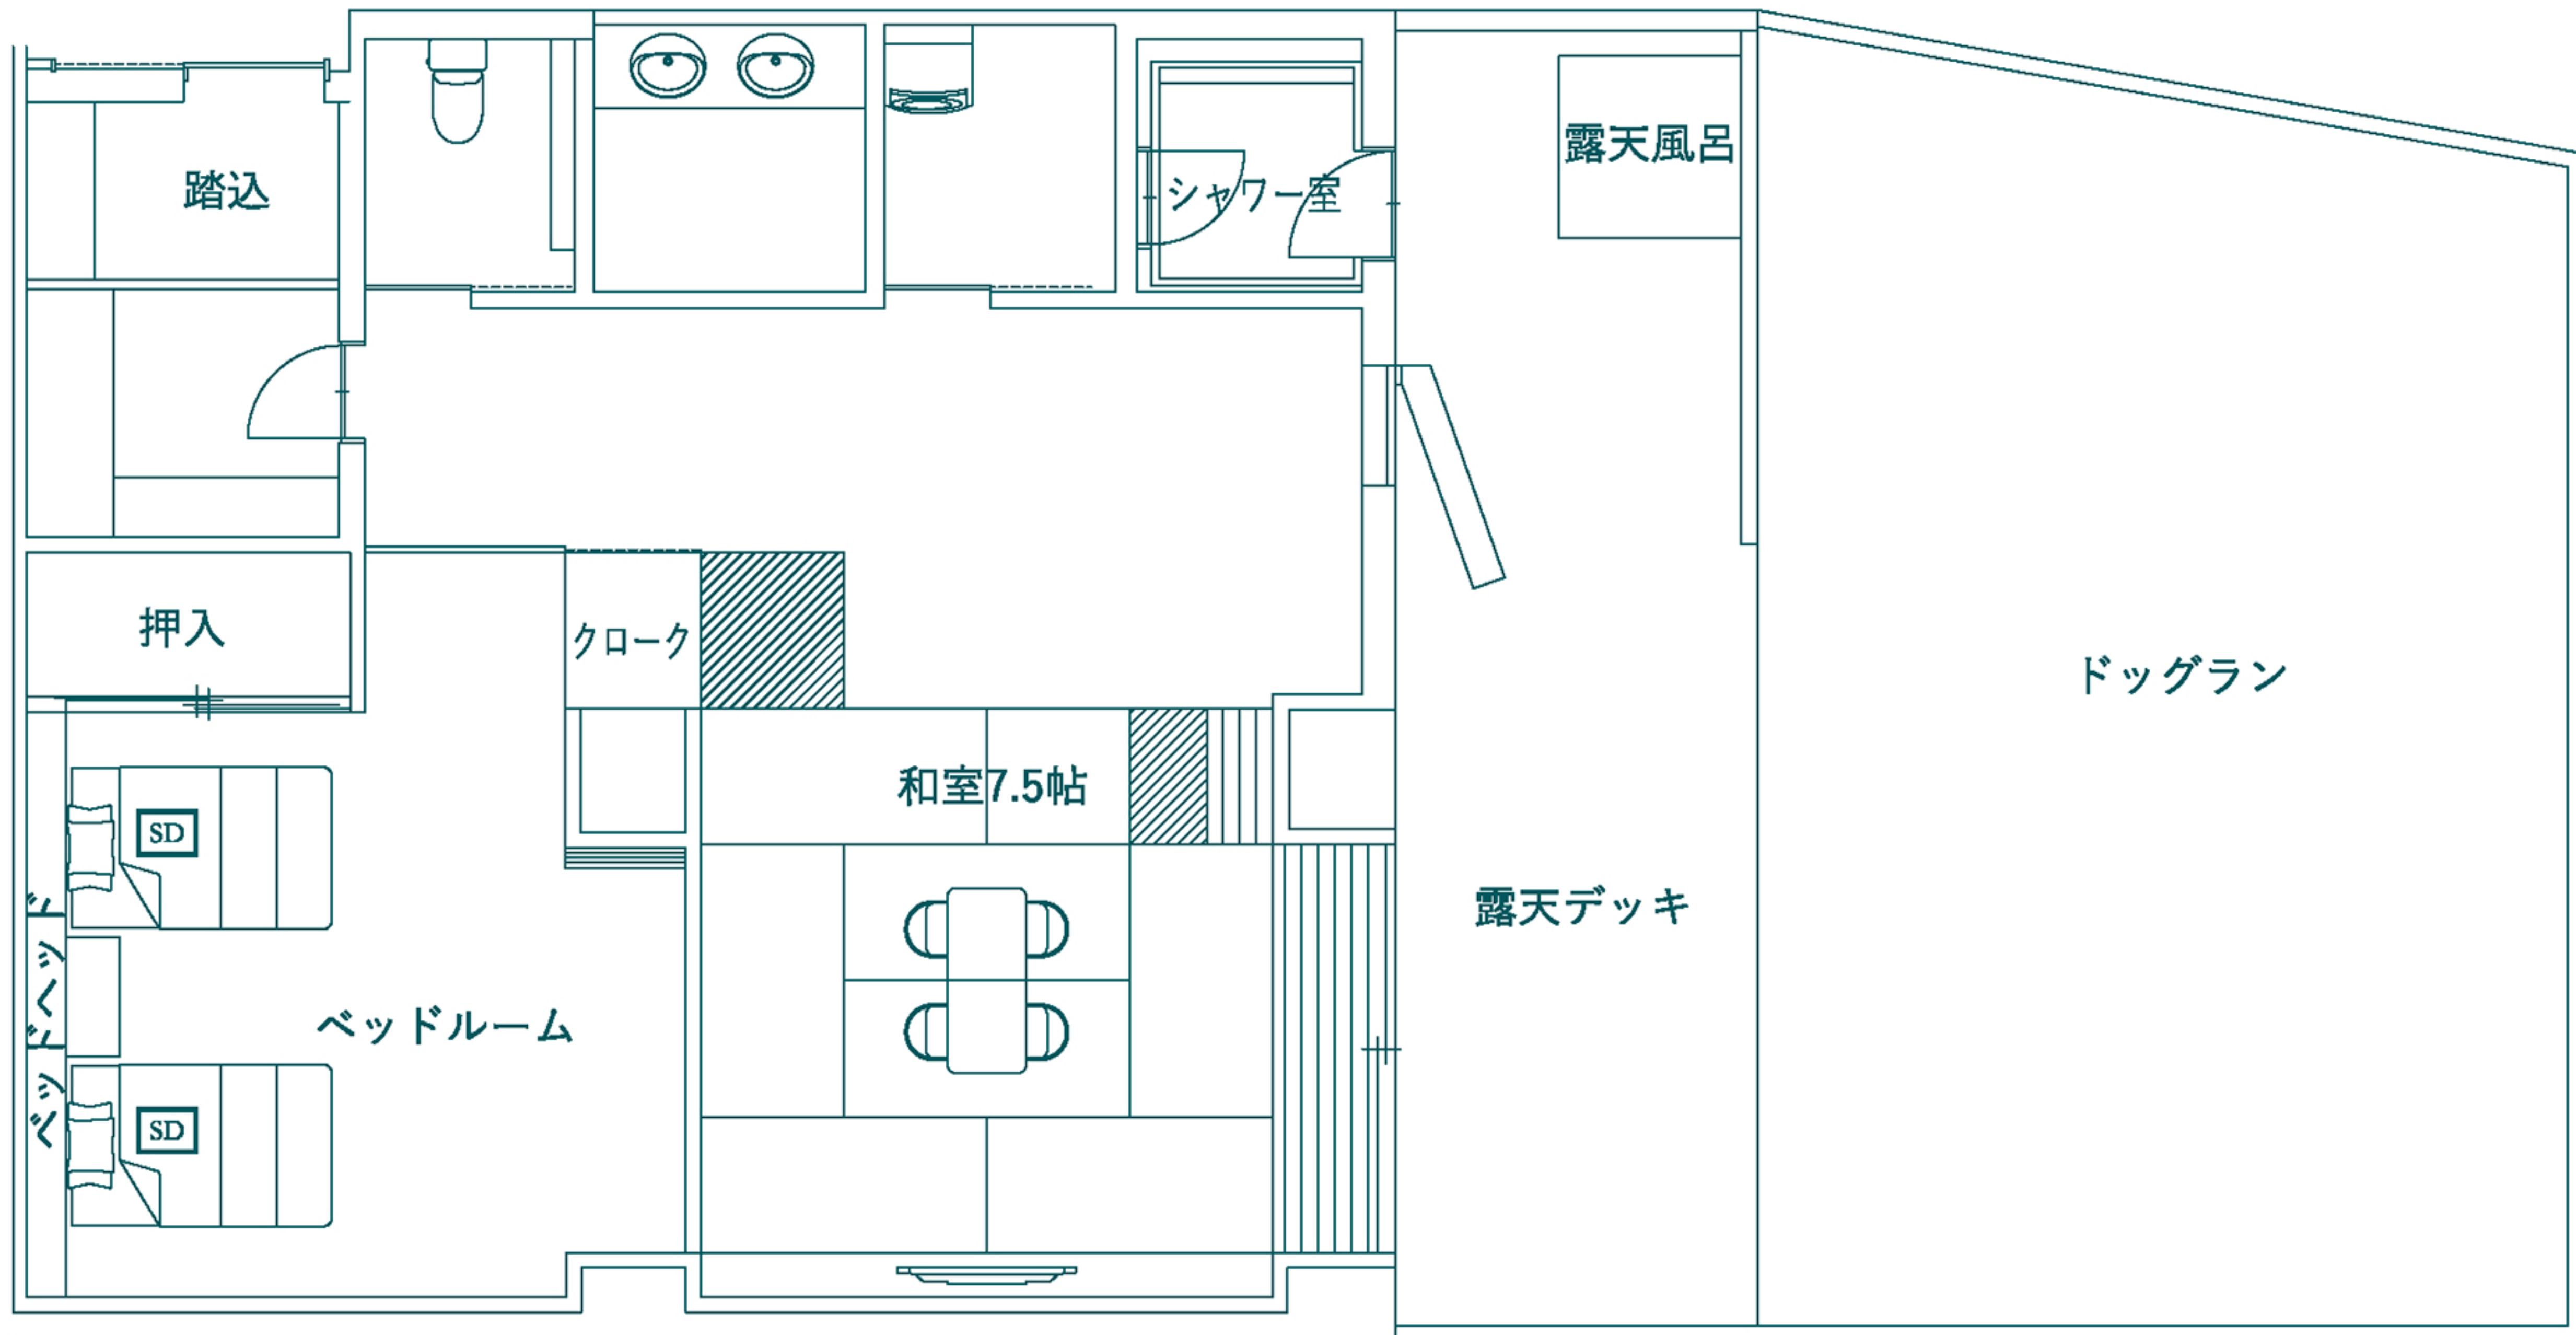 露天風呂
踏込
シャワー室
押入
クローク
ドッグラン
和室7.5帖
SD
露天デッキ
ベッド
ベッドルーム
ベッド
SD